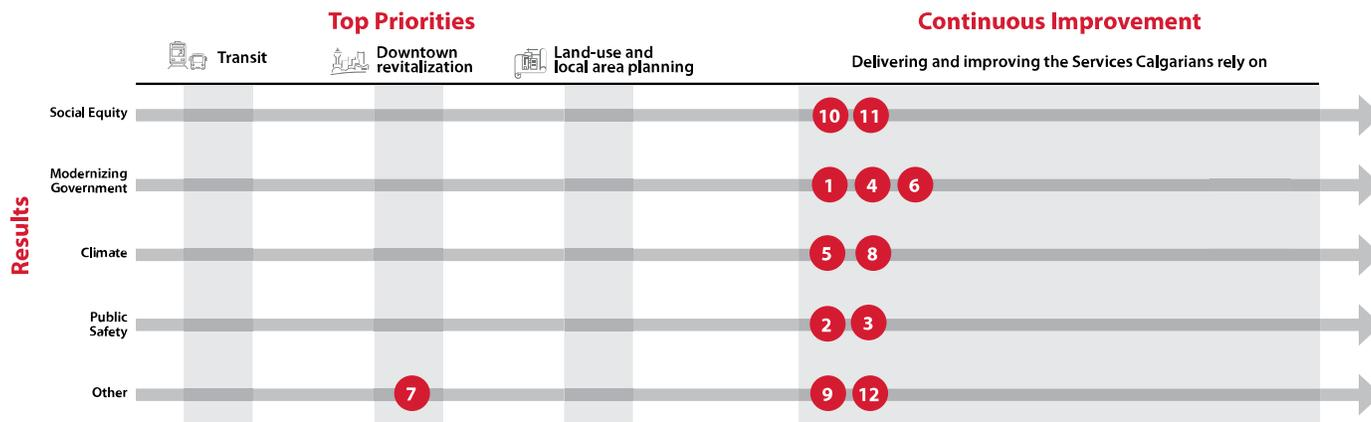 Top Priorities
Continuous Improvement
Transit
Downtown
revitalization
Land-use and
local area planning
Delivering and improving the Services Calgarians rely on
Results
Social Equity
10 11
Modernizing
Government
1 4 6
Climate
5 8
Public
Safety
2 3
Other
7 9 12